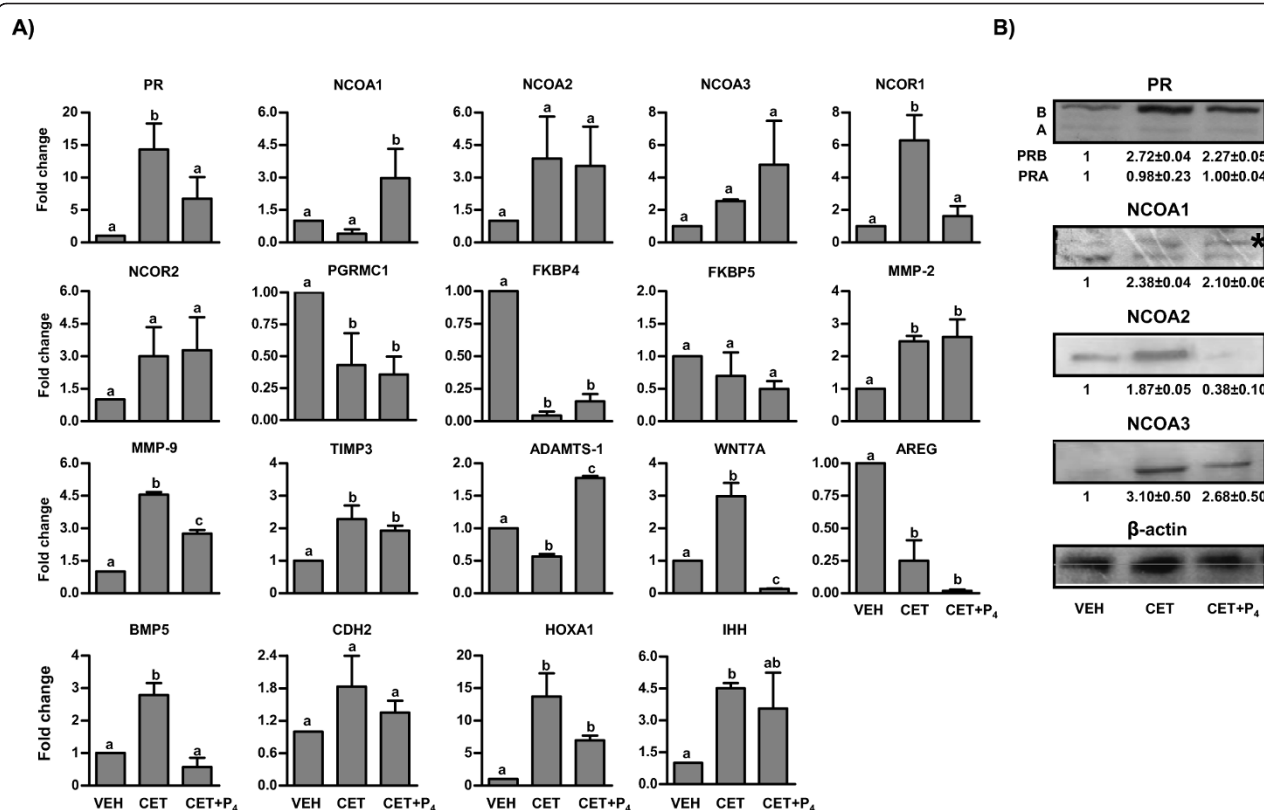 A)
B)
PR
NCOA1
NCOA2
NCOA3
NCOR1
Fold change
20
15
10
5
0
a
b
a
6.0
4.5
3.0
1.5
0.0
a
a
b
6.0
4.5
3.0
1.5
0.0
a
a
a
8
6
4
2
0
a
a
a
8
6
4
2
0
a
b
a
NCOR2
PGRMC1
FKBP4
FKBP5
MMP-2
Fold change
6.0
4.5
3.0
1.5
0.0
a
a
a
1.00
0.75
0.50
0.25
0.00
a
b
b
1.00
0.75
0.50
0.25
0.00
a
b
b
2.0
1.5
1.0
0.5
0.0
a
a
a
4
3
2
1
0
a
b
b
MMP-9
TIMP3
ADAMTS-1
WNT7A
AREG
Fold change
6.0
4.5
3.0
1.5
0.0
a
b
c
4
3
2
1
0
a
b
b
2.0
1.5
1.0
0.5
0.0
a
b
c
4
3
2
1
0
a
b
c
1.00
0.75
0.50
0.25
0.00
a
b
b
VEH CET CET+P4
BMP5
CDH2
HOXA1
IHH
Fold change
4
3
2
1
0
a
b
a
VEH CET CET+P4
2.4
1.8
1.2
0.6
0.0
a
a
a
VEH CET CET+P4
20
15
10
5
0
a
b
b
VEH CET CET+P4
6.0
4.5
3.0
1.5
0.0
a
b
ab
VEH CET CET+P4
PR
B
A
PRB 1 2.72±0.04 2.27±0.05
PRA 1 0.98±0.23 1.00±0.04
NCOA1
*
1 2.38±0.04 2.10±0.06
NCOA2
1 1.87±0.05 0.38±0.10
NCOA3
1 3.10±0.50 2.68±0.50
β-actin
VEH CET CET+P4